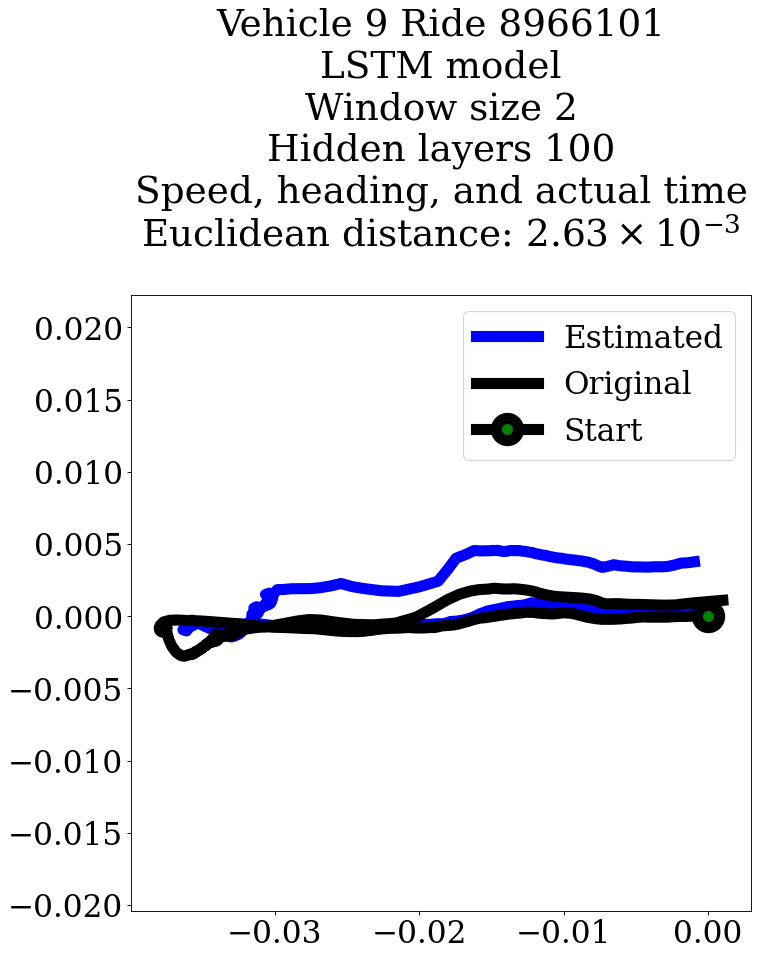 Vehicle 9 Ride 8966101
LSTM model
Window size 2
Hidden layers 100
Speed, heading, and actual time
Euclidean distance: 2.63 × 10⁻³
Estimated
Original
Start
0.020
0.015
0.010
0.005
0.000
−0.005
−0.010
−0.015
−0.020
−0.03
−0.02
−0.01
0.00